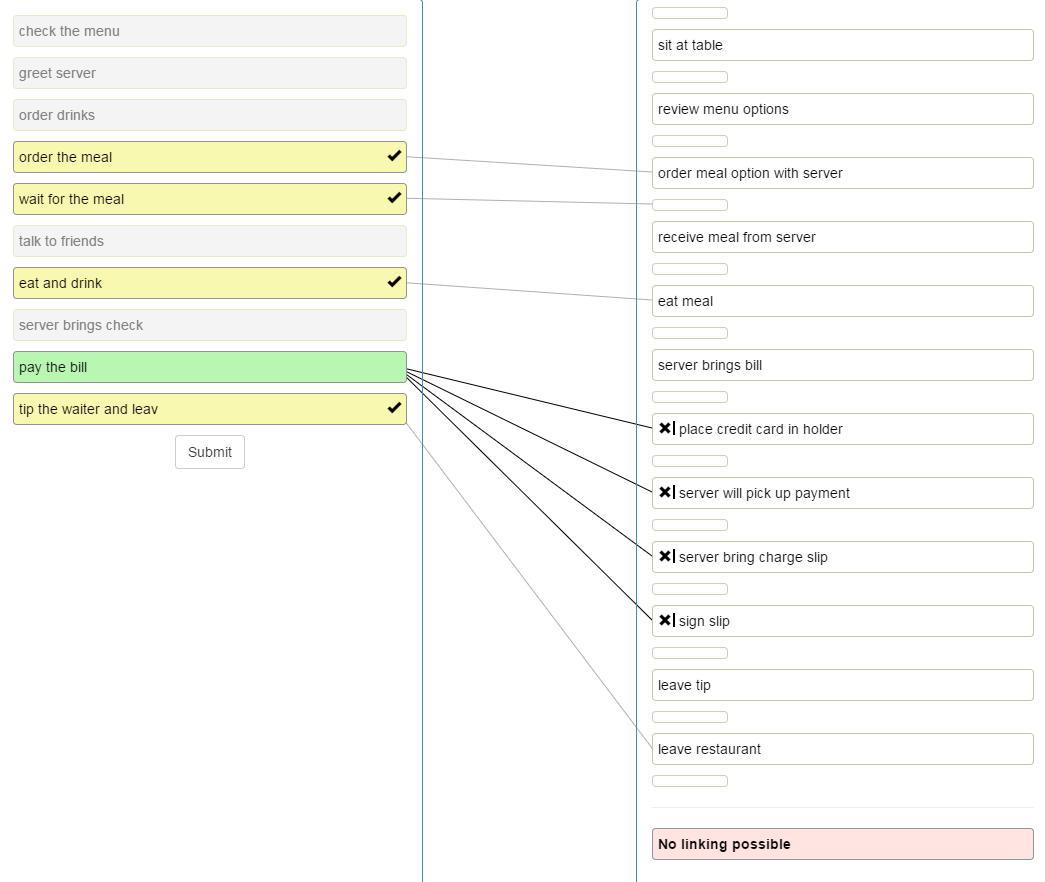 check the menu
greet server
order drinks
order the meal
wait for the meal
talk to friends
eat and drink
server brings check
pay the bill
tip the waiter and leav
Submit
sit at table
review menu options
order meal option with server
receive meal from server
eat meal
server brings bill
place credit card in holder
server will pick up payment
server bring charge slip
sign slip
leave tip
leave restaurant
No linking possible